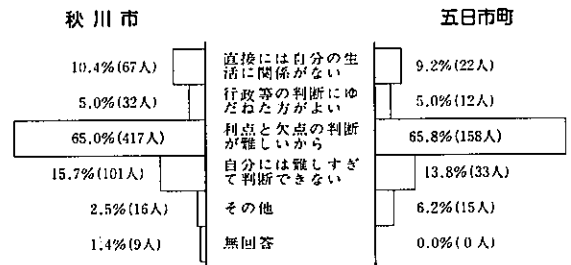 秋川市 五日市町
10.4%(67人) 直接には自分の生活に関係がない 9.2%(22人)
5.0%(32人) 行政等の判断にゆだねた方がよい 5.0%(12人)
65.0%(417人) 利点と欠点の判断が難しいから 65.8%(158人)
15.7%(101人) 自分には難しすぎて判断できない 13.8%(33人)
2.5%(16人) その他 6.2%(15人)
1.4%(9人) 無回答 0.0%(0人)